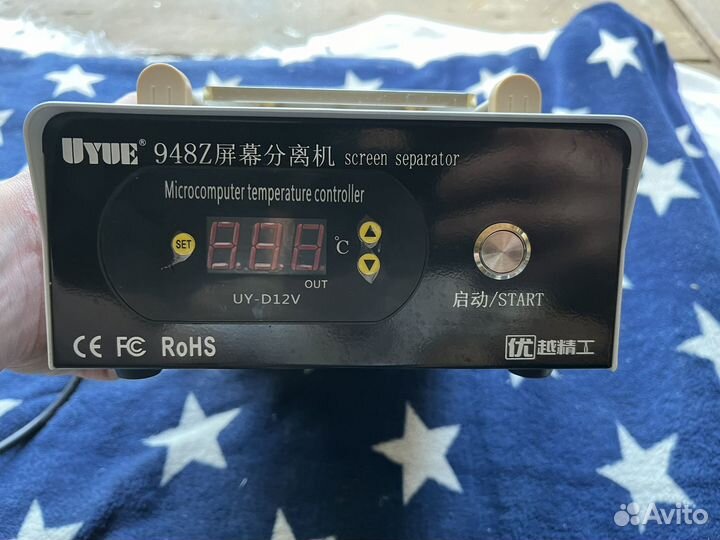 UYUE® 948Z屏幕分离机 screen separator
Microcomputer temperature controller
SET
°C
OUT
UY-D12V
启动/START
CE FC RoHS
优越精工
Avito